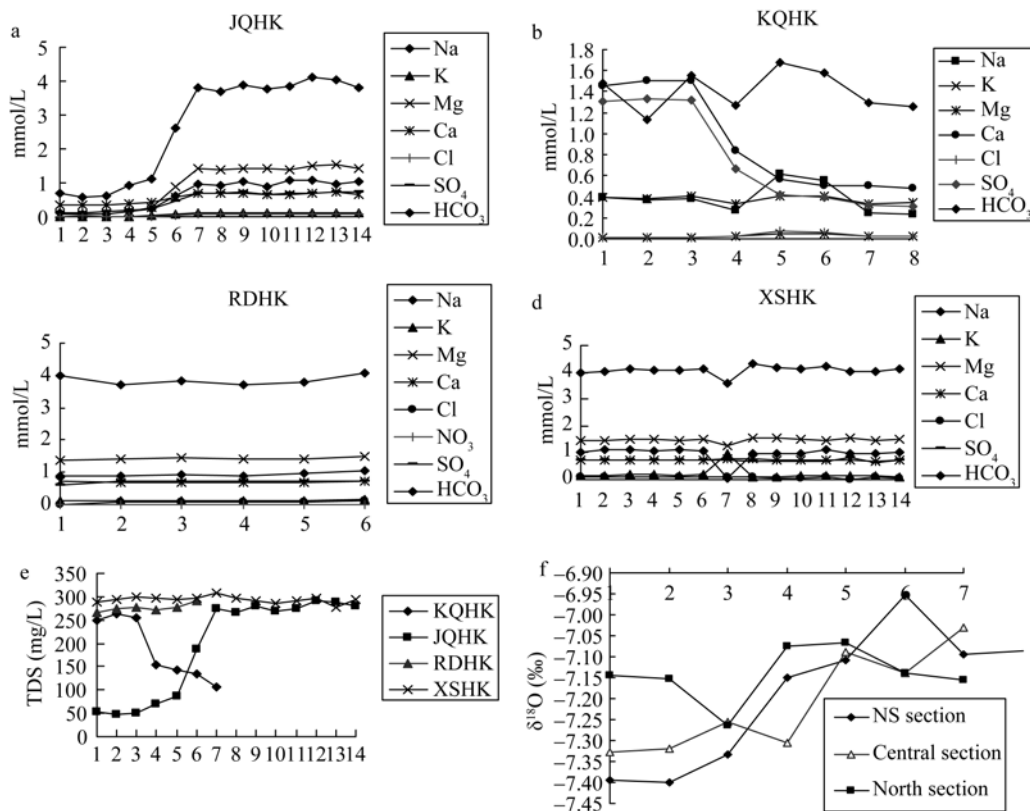 a
JQHK
mmol/L
5
4
3
2
1
0
1 2 3 4 5 6 7 8 9 10 11 12 13 14
Na
K
Mg
Ca
Cl
SO4
HCO3
b
KQHK
mmol/L
1.8
1.6
1.4
1.2
1.0
0.8
0.6
0.4
0.2
0.0
1 2 3 4 5 6 7 8
Na
K
Mg
Ca
Cl
SO4
HCO3
RDHK
mmol/L
5
4
3
2
1
0
1 2 3 4 5 6
Na
K
Mg
Ca
Cl
NO3
SO4
HCO3
d
XSHK
mmol/L
5
4
3
2
1
0
1 2 3 4 5 6 7 8 9 10 11 12 13 14
Na
K
Mg
Ca
Cl
SO4
HCO3
e
TDS (mg/L)
350
300
250
200
150
100
50
0
1 2 3 4 5 6 7 8 9 10 11 12 13 14
KQHK
JQHK
RDHK
XSHK
f
δ18O (‰)
−6.90
−6.95
−7.00
−7.05
−7.10
−7.15
−7.20
−7.25
−7.30
−7.35
−7.40
−7.45
2 3 4 5 6 7
NS section
Central section
North section